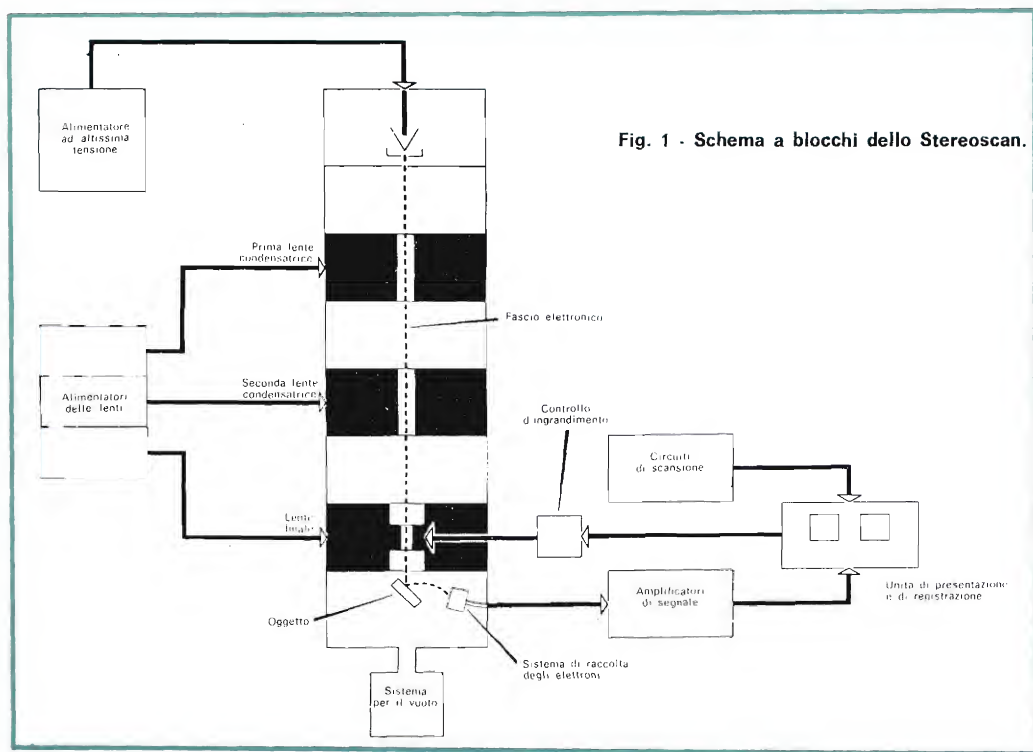 Alimentatore
ad altissima
tensione
Fig. 1 - Schema a blocchi dello Stereoscan.
Prima lente
condensatrice
Fascio elettronico
Alimentatori
delle lenti
Seconda lente
condensatrice
Controllo
d'ingrandimento
Circuiti
di scansione
Lente
finale
Unità di presentazione
e di registrazione
Amplificatori
di segnale
Oggetto
Sistema di raccolta
degli elettroni
Sistema
per il vuoto